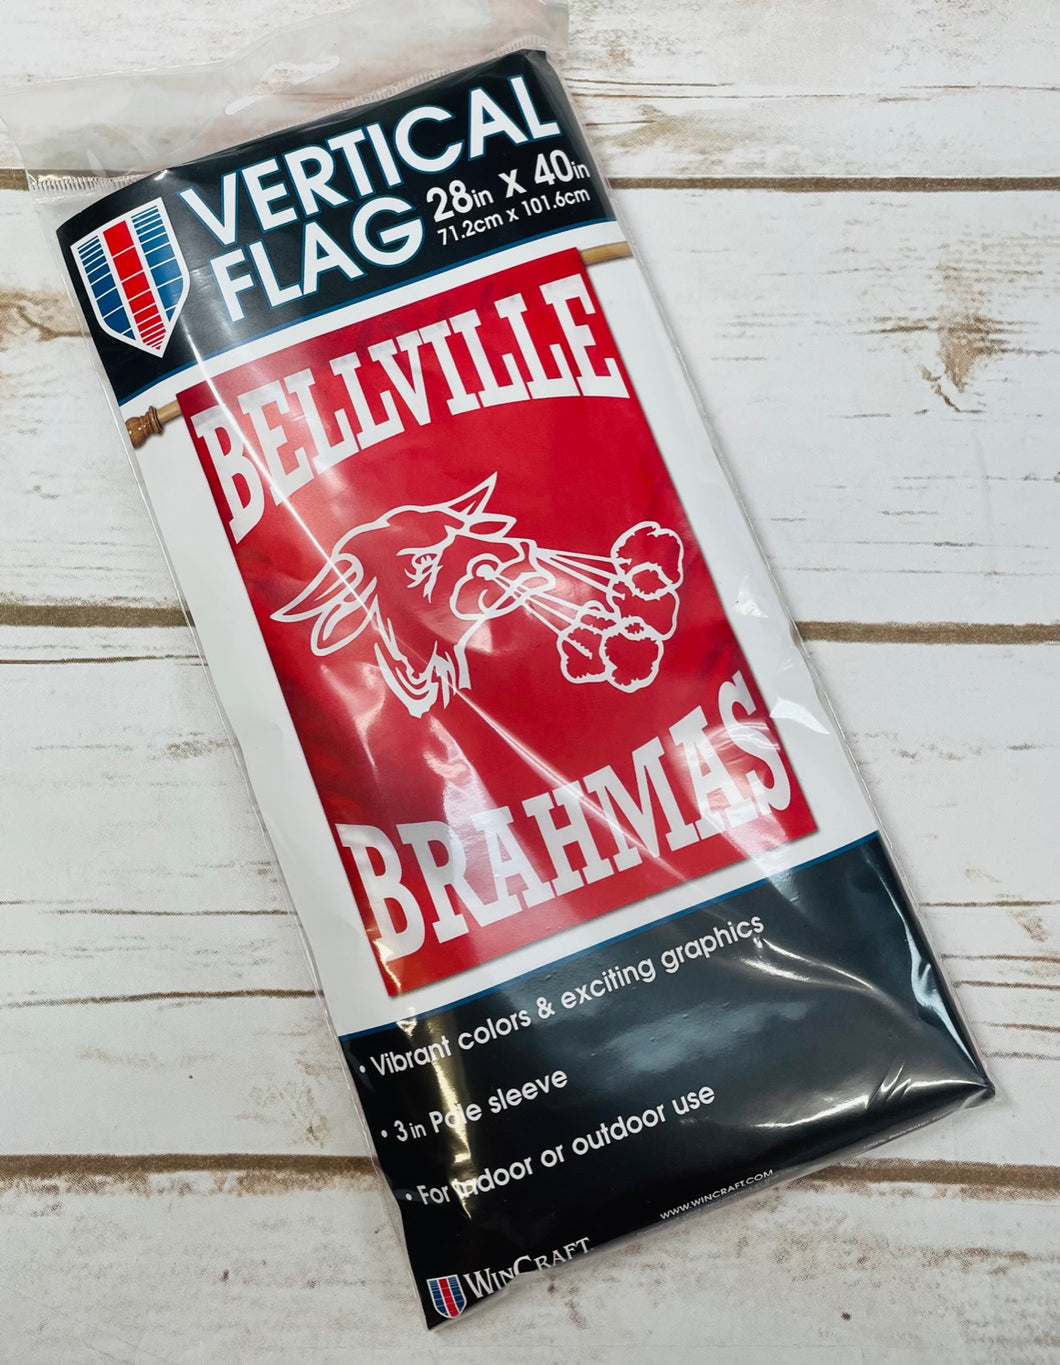 VERTICAL
FLAG
28in X 40in
71.2cm x 101.6cm
BELLVILLE
BRAHMAS
• Vibrant colors & exciting graphics
• 3in Pole sleeve
• For indoor or outdoor use
WWW.WINCRAFT.COM
WINCRAFT